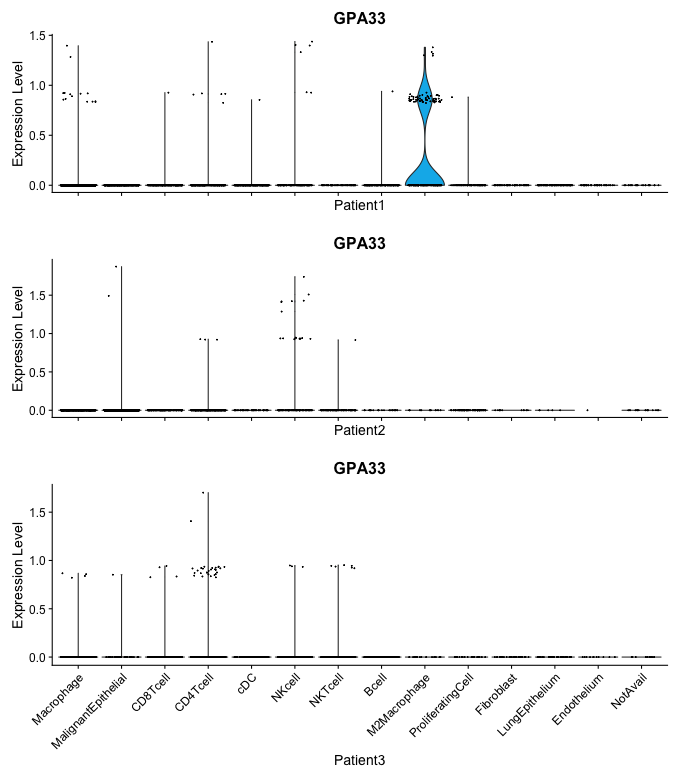 GPA33
Expression Level
1.5
1.0
0.5
0.0
Patient1
GPA33
Expression Level
1.5
1.0
0.5
0.0
Patient2
GPA33
Expression Level
1.5
1.0
0.5
0.0
Macrophage
MalignantEpithelial
CD8Tcell
CD4Tcell
cDC
NKcell
NKTcell
Bcell
M2Macrophage
ProliferatingCell
Fibroblast
LungEpithelium
Endothelium
NotAvail
Patient3